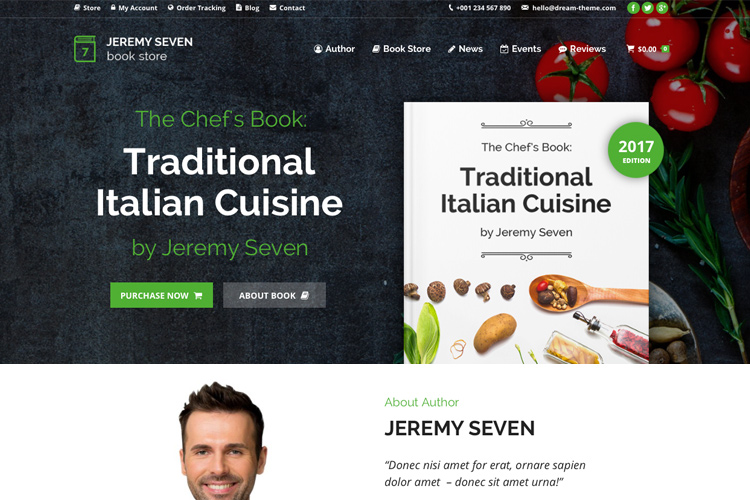 Store My Account Order Tracking Blog Contact +001 234 567 890 hello@dream-theme.com
7 JEREMY SEVEN
book store
Author Book Store News Events Reviews $0.00 0
The Chef's Book:
Traditional
Italian Cuisine
by Jeremy Seven
PURCHASE NOW ABOUT BOOK
The Chef's Book:
Traditional
Italian Cuisine
by Jeremy Seven
2017
EDITION
About Author
JEREMY SEVEN
“Donec nisi amet for erat, ornare sapien
dolor amet – donec sit amet urna!”